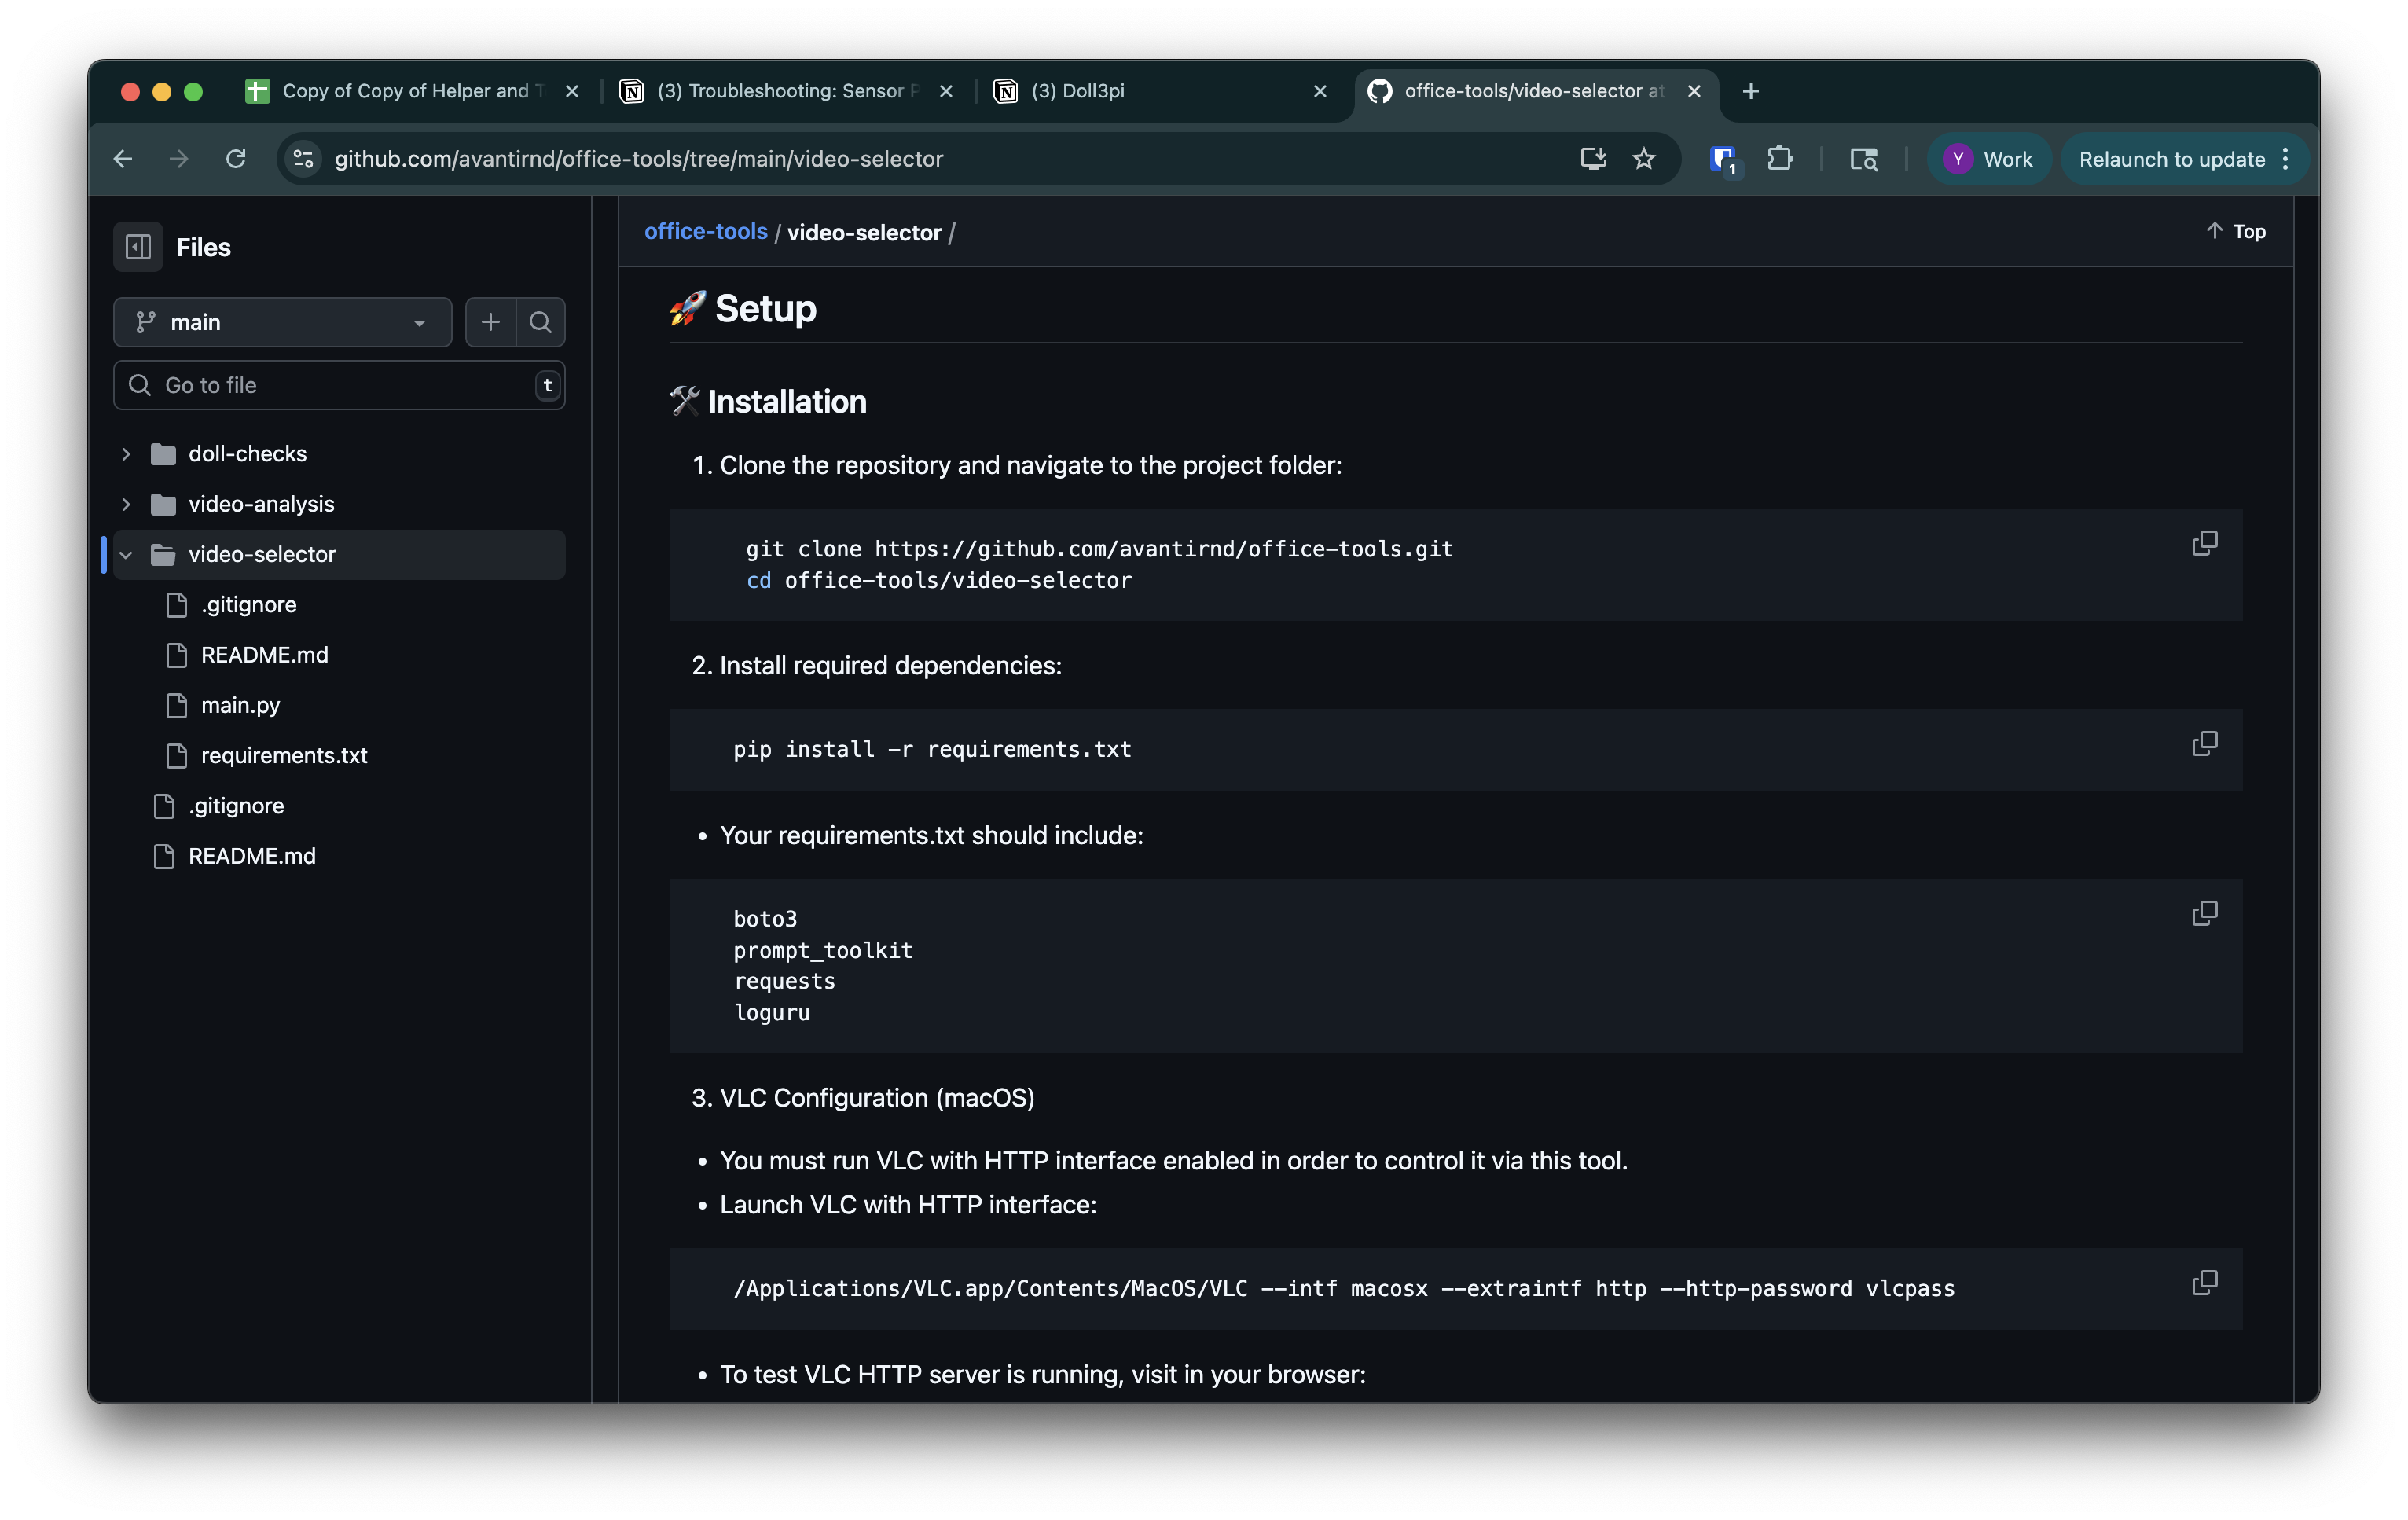 Copy of Copy of Helper and T
(3) Troubleshooting: Sensor P
(3) Doll3pi
office-tools/video-selector at
github.com/avantirnd/office-tools/tree/main/video-selector
1
Y Work
Relaunch to update
Files
office-tools / video-selector /
Top
main
Go to file
t
doll-checks
video-analysis
video-selector
.gitignore
README.md
main.py
requirements.txt
.gitignore
README.md
🚀 Setup
🛠 Installation
1. Clone the repository and navigate to the project folder:
git clone https://github.com/avantirnd/office-tools.git
cd office-tools/video-selector
2. Install required dependencies:
pip install -r requirements.txt
• Your requirements.txt should include:
boto3
prompt_toolkit
requests
loguru
3. VLC Configuration (macOS)
• You must run VLC with HTTP interface enabled in order to control it via this tool.
• Launch VLC with HTTP interface:
/Applications/VLC.app/Contents/MacOS/VLC --intf macosx --extraintf http --http-password vlcpass
• To test VLC HTTP server is running, visit in your browser: